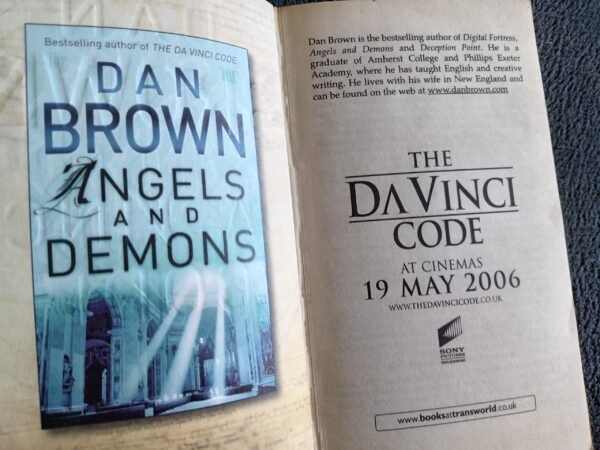 Bestselling author of THE DA VINCI CODE
DAN
BROWN
ANGELS
AND
DEMONS
Dan Brown is the bestselling author of Digital Fortress,
Angels and Demons and Deception Point. He is a
graduate of Amherst College and Phillips Exeter
Academy, where he has taught English and creative
writing. He lives with his wife in New England and
can be found on the web at www.danbrown.com
THE
DA VINCI
CODE
AT CINEMAS
19 MAY 2006
WWW.THEDAVINCICODE.CO.UK
SONY
PICTURES
RELEASING
www.booksattransworld.co.uk